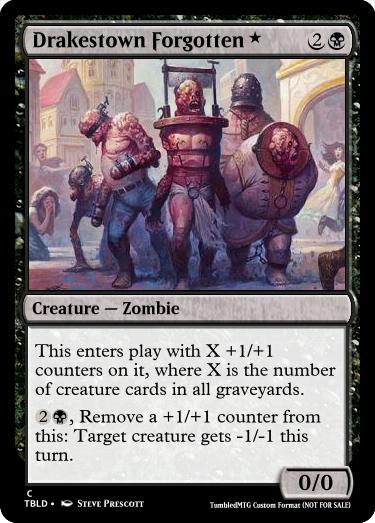 Drakestown Forgotten★ 2
Creature — Zombie
This enters play with X +1/+1
counters on it, where X is the number
of creature cards in all graveyards.
2 , Remove a +1/+1 counter from
this: Target creature gets -1/-1 this
turn.
0/0
C
TBLD • Steve Prescott
TumbledMTG Custom Format (NOT FOR SALE)